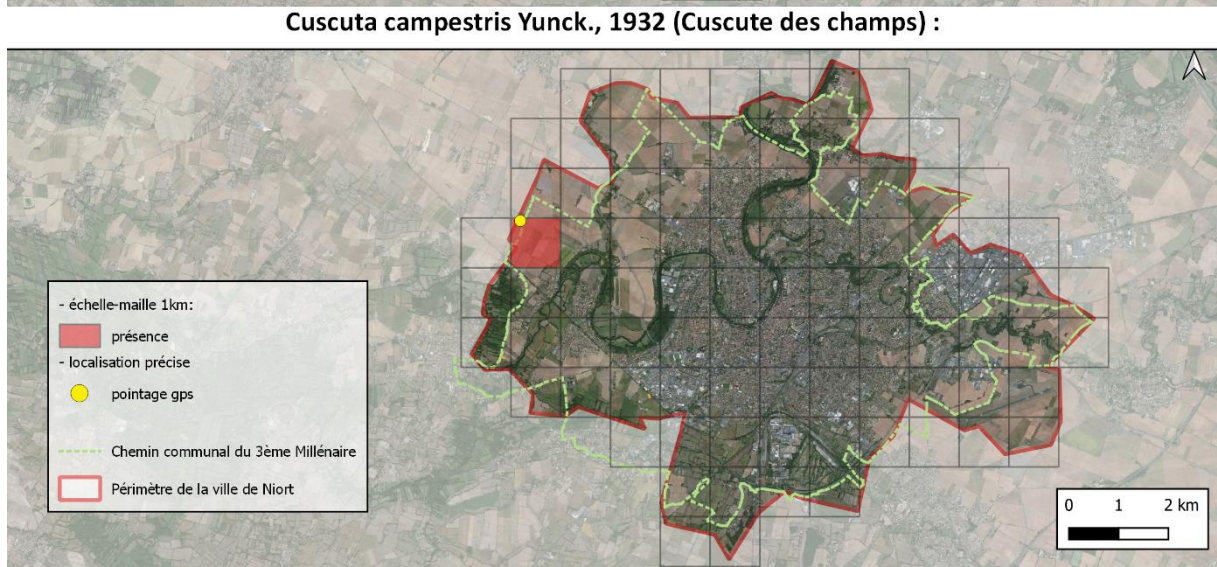 Cuscuta campestris Yunck., 1932 (Cuscute des champs) :
- échelle-maille 1km:
présence
- localisation précise
pointage gps
Chemin communal du 3ème Millénaire
Périmètre de la ville de Niort
0 1 2 km